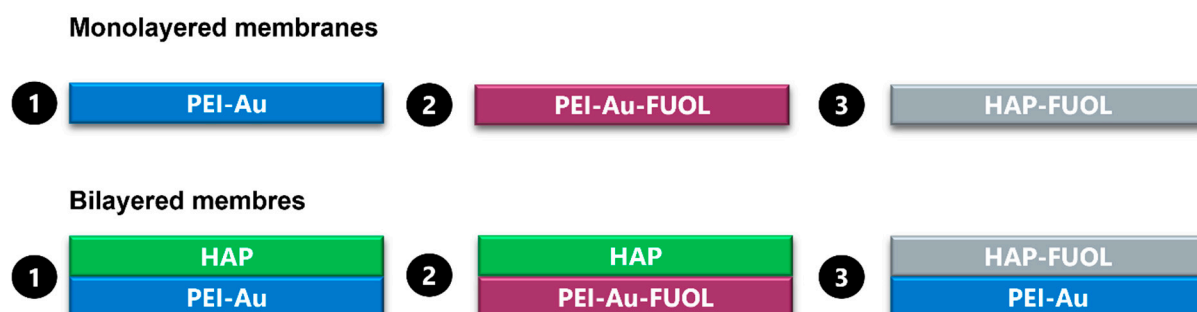 Monolayered membranes
1 PEI-Au 2 PEI-Au-FUOL 3 HAP-FUOL
Bilayered membres
HAP HAP HAP-FUOL
1 2 3
PEI-Au PEI-Au-FUOL PEI-Au